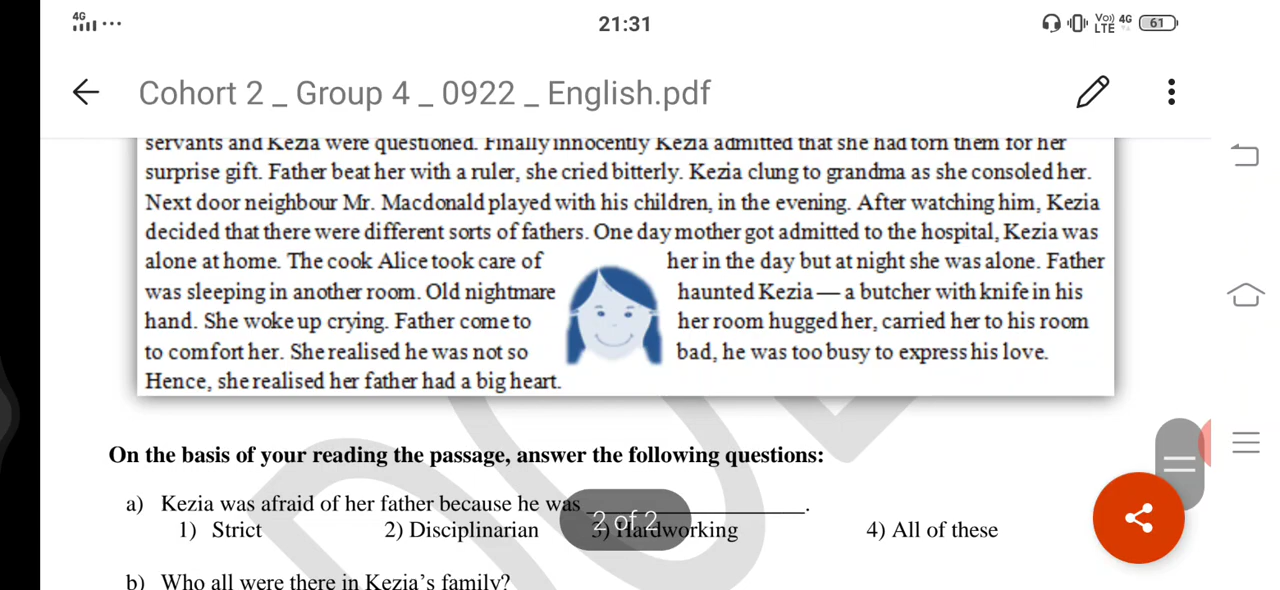 4G 21:31 Vo)) LTE 4G 61
Cohort 2 _ Group 4 _ 0922 _ English.pdf
servants and Kezia were questioned. Finally innocently Kezia admitted that she had torn them for her
surprise gift. Father beat her with a ruler, she cried bitterly. Kezia clung to grandma as she consoled her.
Next door neighbour Mr. Macdonald played with his children, in the evening. After watching him, Kezia
decided that there were different sorts of fathers. One day mother got admitted to the hospital, Kezia was
alone at home. The cook Alice took care of her in the day but at night she was alone. Father
was sleeping in another room. Old nightmare haunted Kezia — a butcher with knife in his
hand. She woke up crying. Father come to her room hugged her, carried her to his room
to comfort her. She realised he was not so bad, he was too busy to express his love.
Hence, she realised her father had a big heart.
On the basis of your reading the passage, answer the following questions:
a) Kezia was afraid of her father because he was ____________________.
2 of 2
1) Strict 2) Disciplinarian 3) Hardworking 4) All of these
b) Who all were there in Kezia's family?